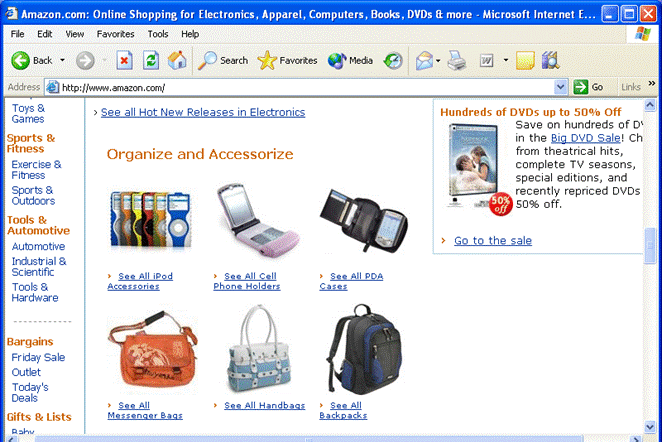 Amazon.com: Online Shopping for Electronics, Apparel, Computers, Books, DVDs & more - Microsoft Internet E...
File Edit View Favorites Tools Help
Back Search Favorites Media
Address http://www.amazon.com/ Go Links »
Toys &
Games
Sports &
Fitness
Exercise &
Fitness
Sports &
Outdoors
Tools &
Automotive
Automotive
Industrial &
Scientific
Tools &
Hardware
Bargains
Friday Sale
Outlet
Today's
Deals
Gifts & Lists
Baby
› See all Hot New Releases in Electronics
Organize and Accessorize
› See All iPod
Accessories
› See All Cell
Phone Holders
› See All PDA
Cases
› See All
Messenger Bags
› See All Handbags
› See All
Backpacks
Hundreds of DVDs up to 50% Off
50%
off
Save on hundreds of D
in the Big DVD Sale! Ch
from theatrical hits,
complete TV seasons,
special editions, and
recently repriced DVDs
50% off.
› Go to the sale